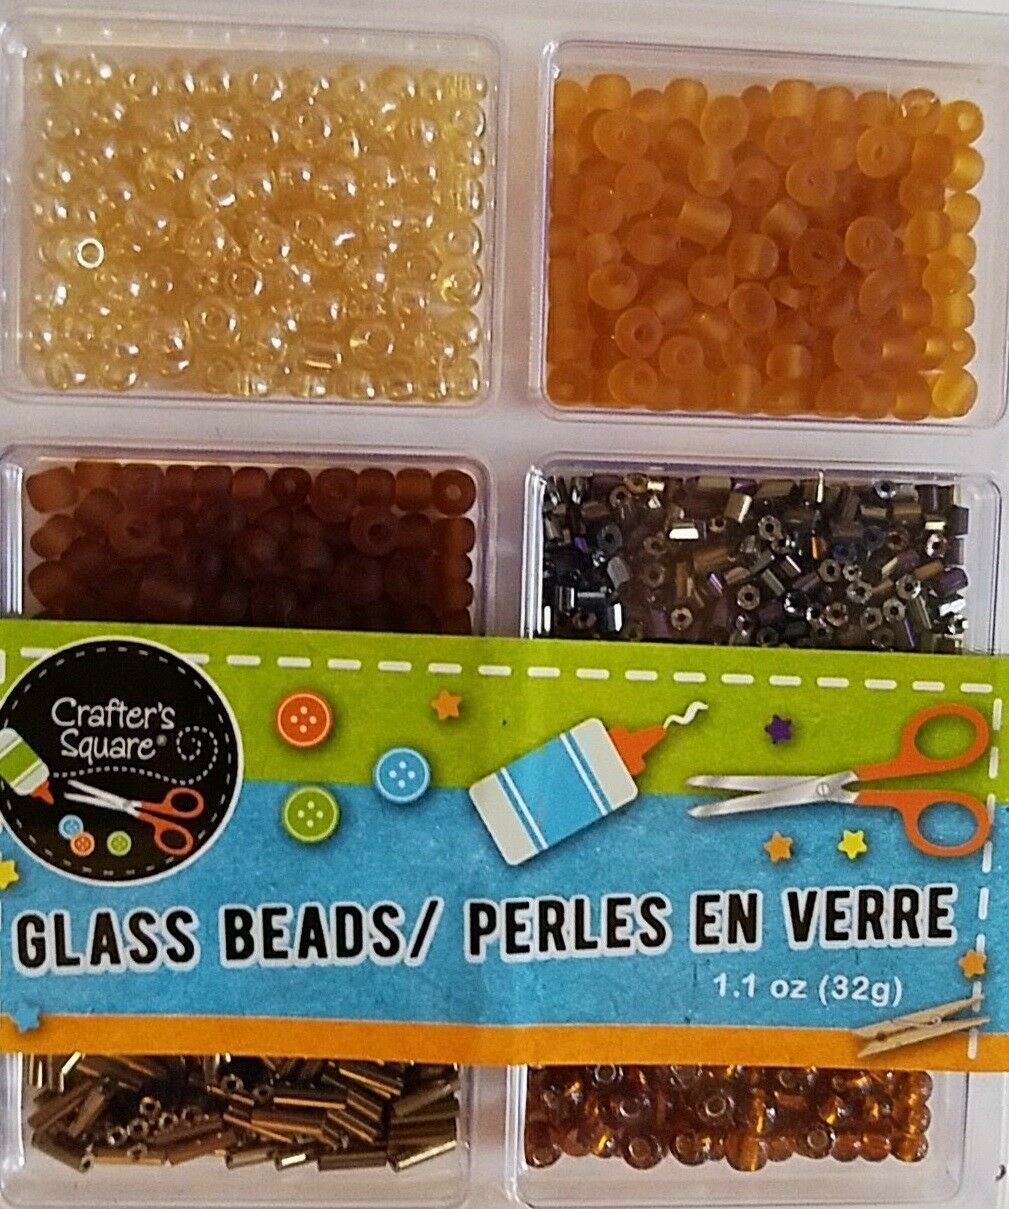 Crafter's
Square®
GLASS BEADS/ PERLES EN VERRE
1.1 oz (32g)